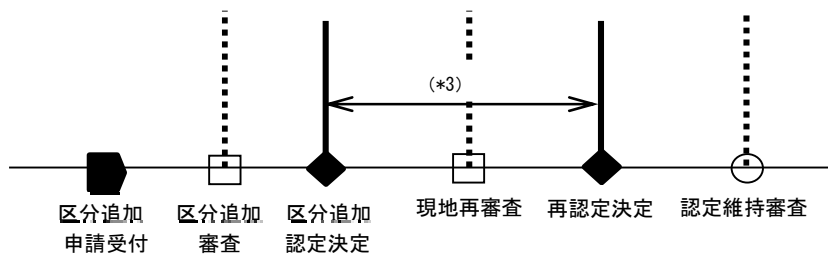 (*3)
区分追加
申請受付
区分追加
審査
区分追加
認定決定
現地再審査
再認定決定
認定維持審査